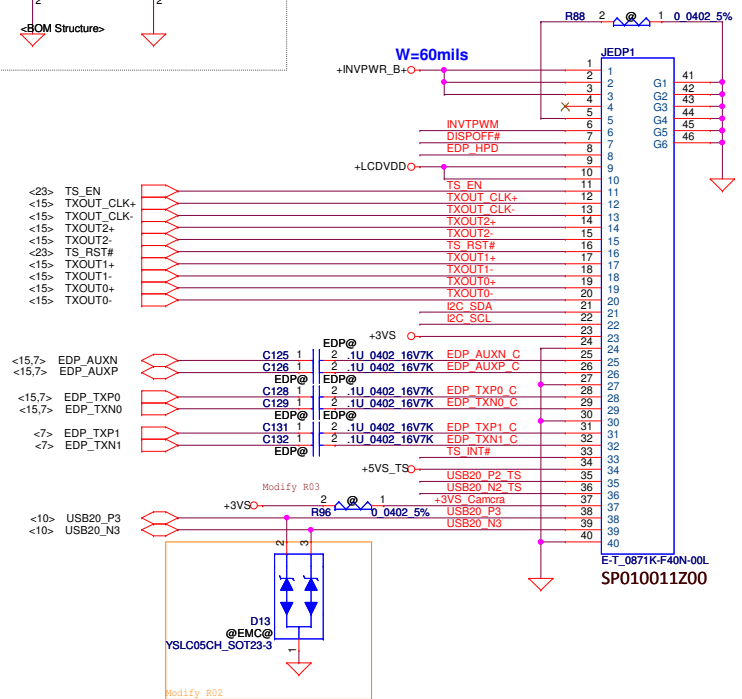 2 2
<BOM Structure>
R88 2 @ 1 0_0402_5%
W=60mils
JEDP1
+INVPWR_B+
1 1
2 2
3 3
4 4
5 5
G1 41
G2 42
G3 43
G4 44
G5 45
G6 46
INVTPWM 6 6
DISPOFF# 7 7
EDP_HPD 8 8
+LCDVDD 9 9
10 10
<23> TS_EN TS_EN 11 11
<15> TXOUT_CLK+ TXOUT_CLK+ 12 12
<15> TXOUT_CLK- TXOUT_CLK- 13 13
<15> TXOUT2+ TXOUT2+ 14 14
<15> TXOUT2- TXOUT2- 15 15
<23> TS_RST# TS_RST# 16 16
<15> TXOUT1+ TXOUT1+ 17 17
<15> TXOUT1- TXOUT1- 18 18
<15> TXOUT0+ TXOUT0+ 19 19
<15> TXOUT0- TXOUT0- 20 20
I2C_SDA 21 21
I2C_SCL 22 22
+3VS 23 23
24 24
EDP@
<15,7> EDP_AUXN C125 1 2 .1U_0402_16V7K EDP_AUXN_C 25 25
<15,7> EDP_AUXP C126 1 2 .1U_0402_16V7K EDP_AUXP_C 26 26
EDP@ EDP@ 27 27
<15,7> EDP_TXP0 C128 1 2 .1U_0402_16V7K EDP_TXP0_C 28 28
<15,7> EDP_TXN0 C129 1 2 .1U_0402_16V7K EDP_TXN0_C 29 29
EDP@ EDP@ 30 30
<7> EDP_TXP1 C131 1 2 .1U_0402_16V7K EDP_TXP1_C 31 31
<7> EDP_TXN1 C132 1 2 .1U_0402_16V7K EDP_TXN1_C 32 32
EDP@ TS_INT# 33 33
+5VS_TS 34 34
USB20_P2_TS 35 35
USB20_N2_TS 36 36
Modify R03
+3VS 2 @ 1 +3VS_Camcra 37 37
R96 0_0402_5%
<10> USB20_P3 USB20_P3 38 38
<10> USB20_N3 USB20_N3 39 39
40 40
E-T_0871K-F40N-00L
SP010011Z00
2 3
D13
@EMC@
YSLC05CH_SOT23-3
1
Modify R02